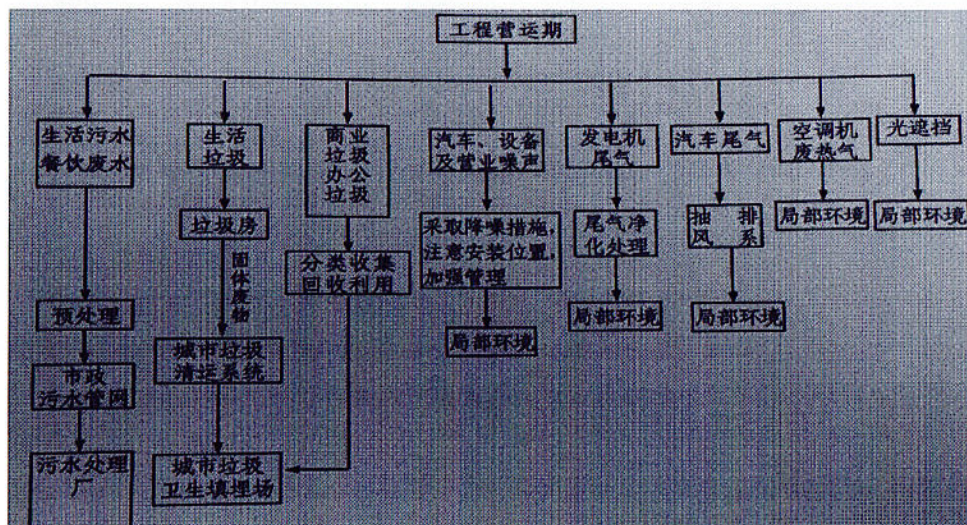 工程营运期
生活污水
餐饮废水
生活
垃圾
商业
垃圾
办公
垃圾
汽车、设备
及营业噪声
发电机
尾气
汽车尾气
空调机
废热气
光遮挡
垃圾房
采取降噪措施，
注意安装位置，
加强管理
尾气净
化处理
抽 排
风 系
局部环境
局部环境
固体废物
分类收集
回收利用
预处理
局部环境
局部环境
局部环境
城市垃圾
清运系统
市政
污水管网
污水处理
厂
城市垃圾
卫生填埋场